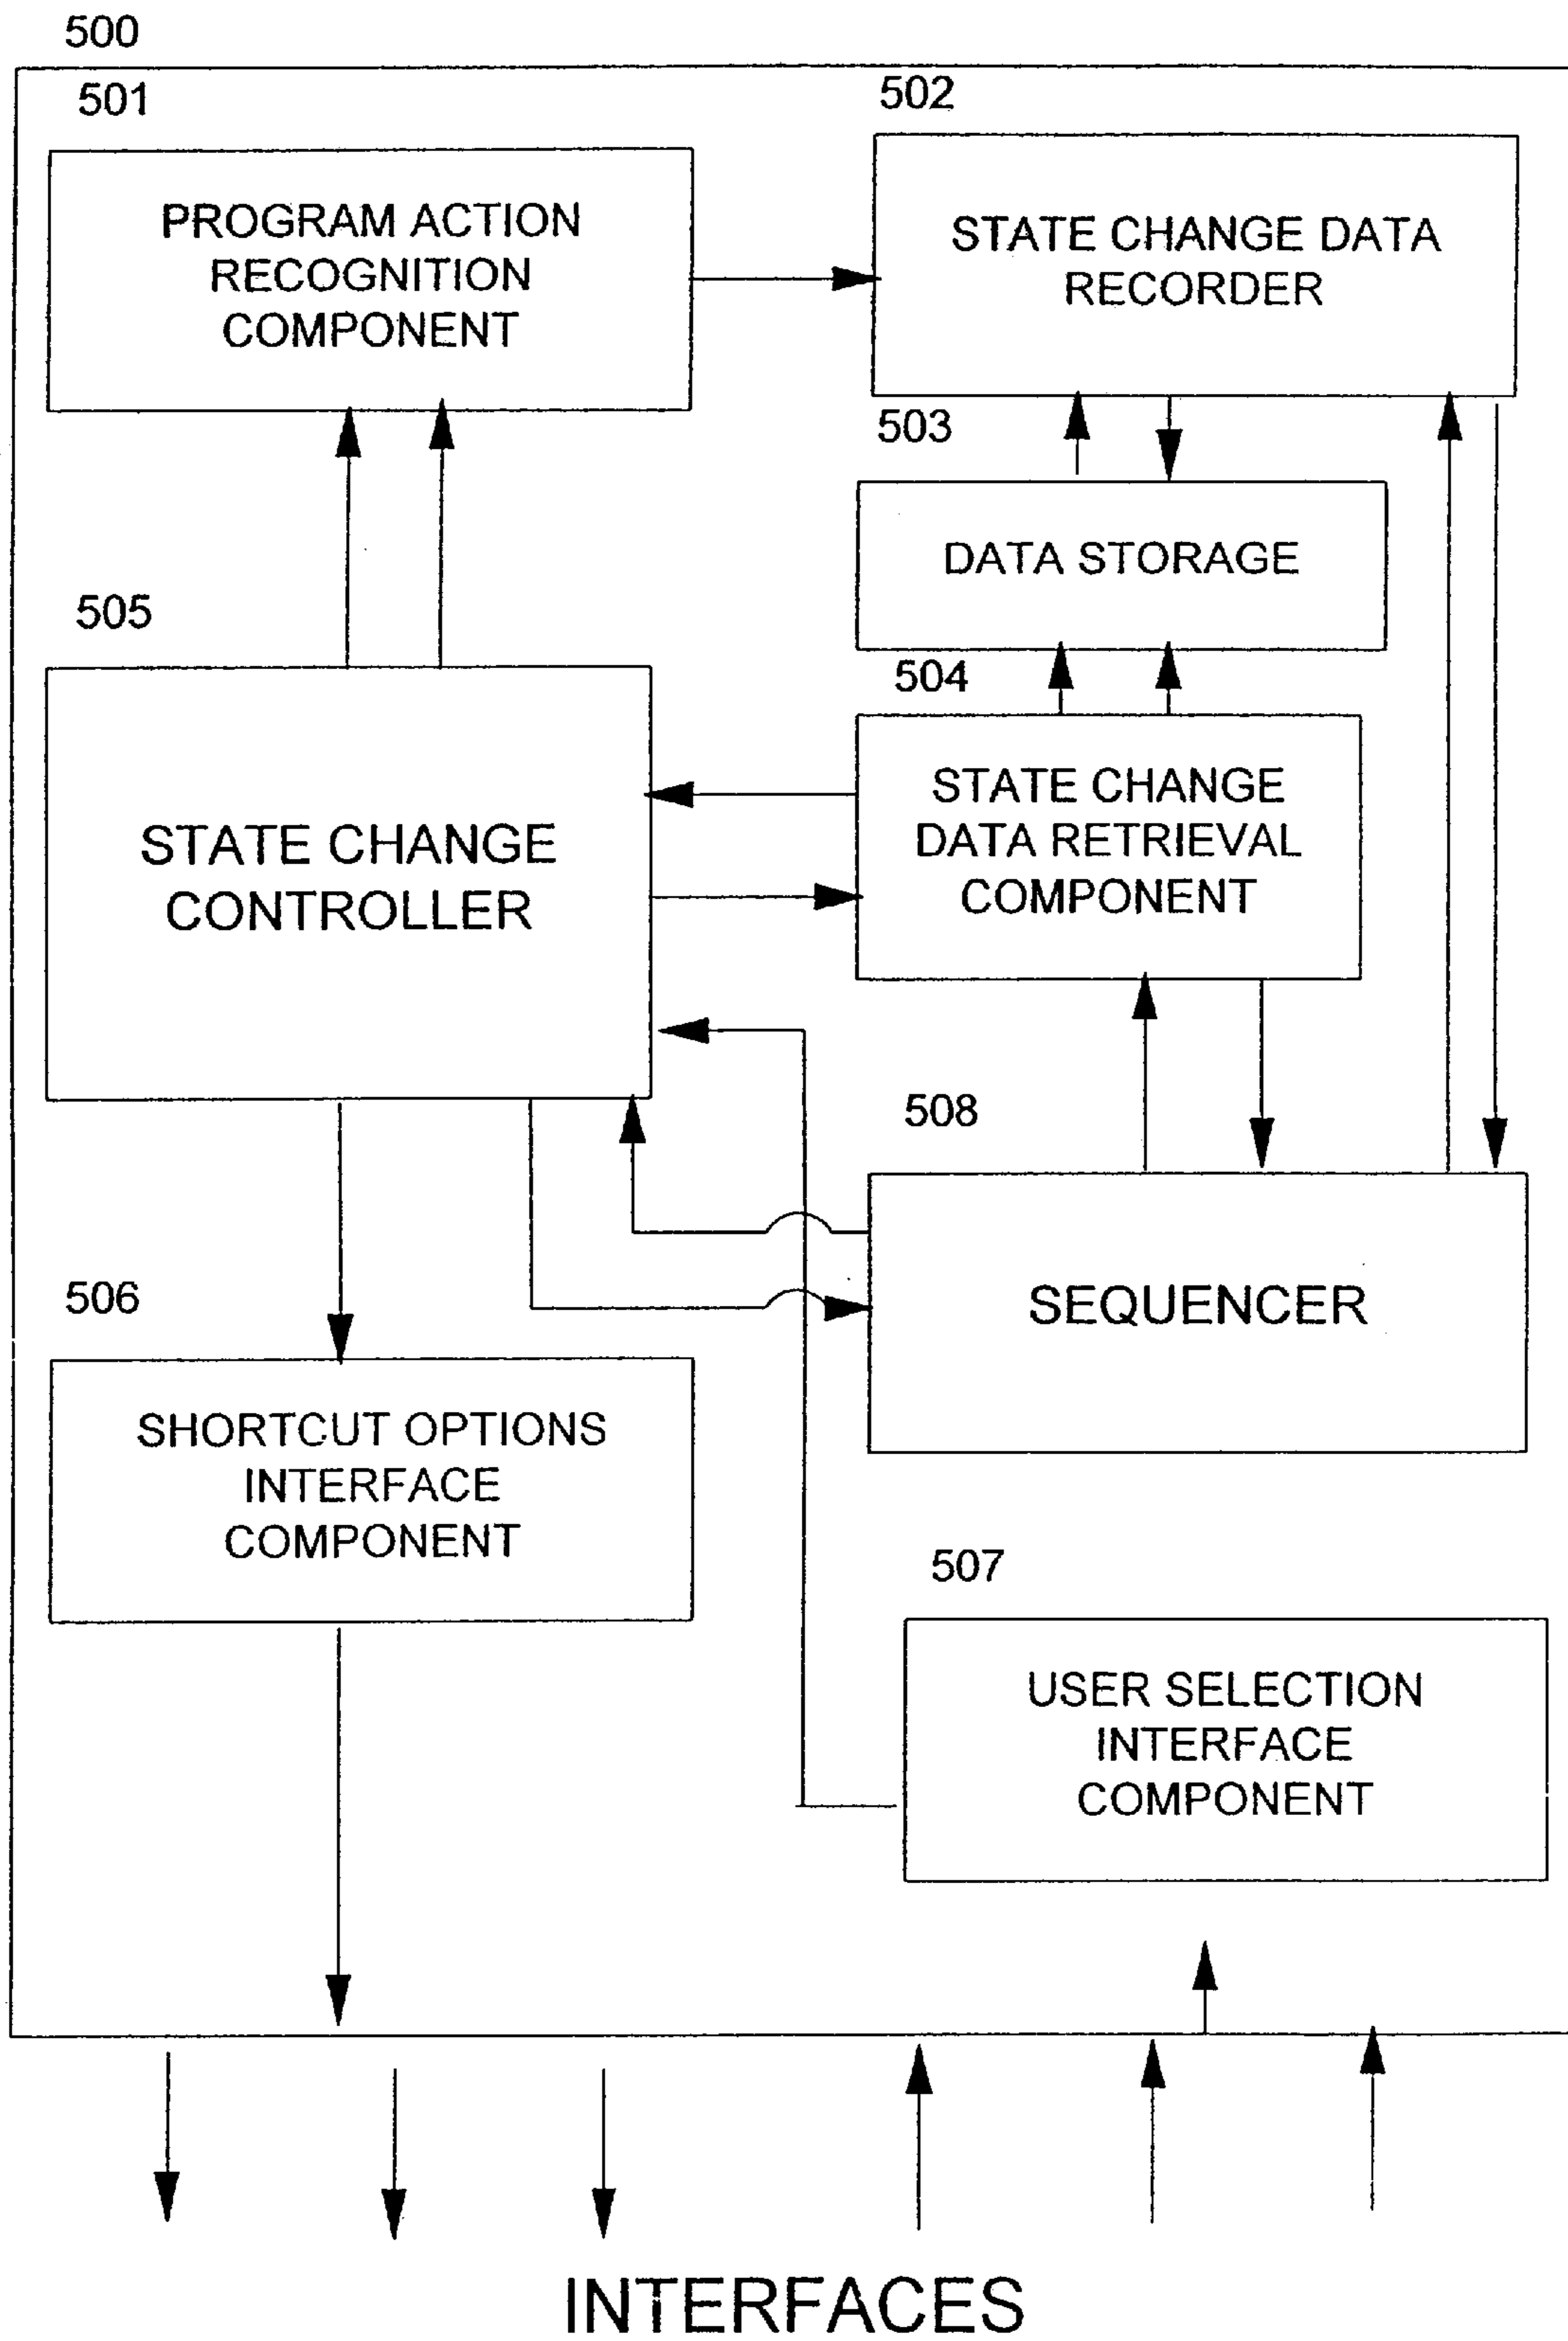 500
501
PROGRAM ACTION
RECOGNITION
COMPONENT
502
STATE CHANGE DATA
RECORDER
503
DATA STORAGE
504
STATE CHANGE
DATA RETRIEVAL
COMPONENT
505
STATE CHANGE
CONTROLLER
508
SEQUENCER
506
SHORTCUT OPTIONS
INTERFACE
COMPONENT
507
USER SELECTION
INTERFACE
COMPONENT
INTERFACES